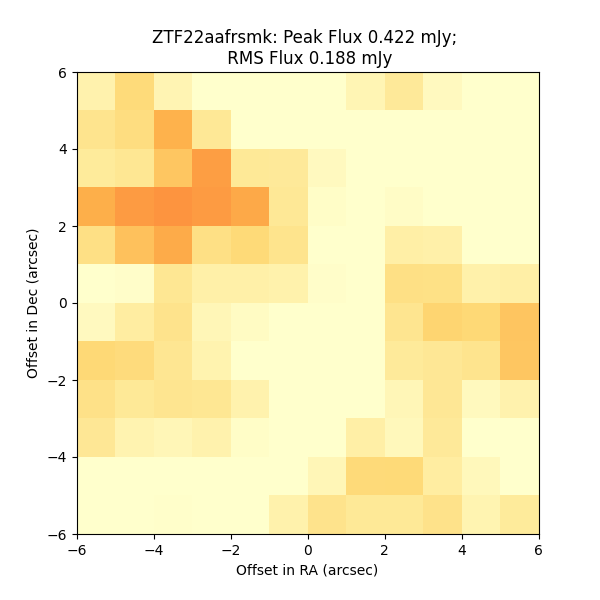 ZTF22aafrsmk: Peak Flux 0.422 mJy;
RMS Flux 0.188 mJy
6
4
2
0
−2
−4
−6
Offset in Dec (arcsec)
−6 −4 −2 0 2 4 6
Offset in RA (arcsec)